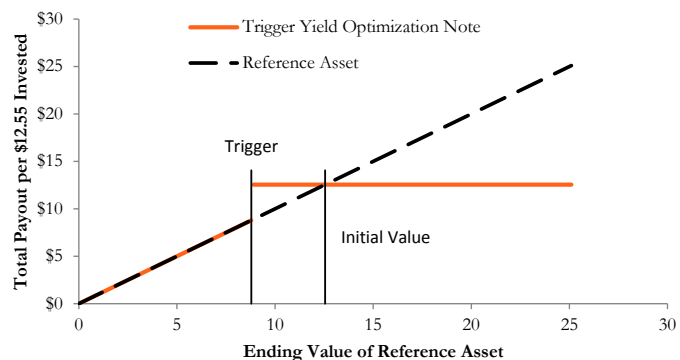 Trigger Yield Optimization Note
Reference Asset
Total Payout per $12.55 Invested
$30
$25
$20
$15
$10
$5
$0
Trigger
Initial Value
0
5
10
15
20
25
30
Ending Value of Reference Asset